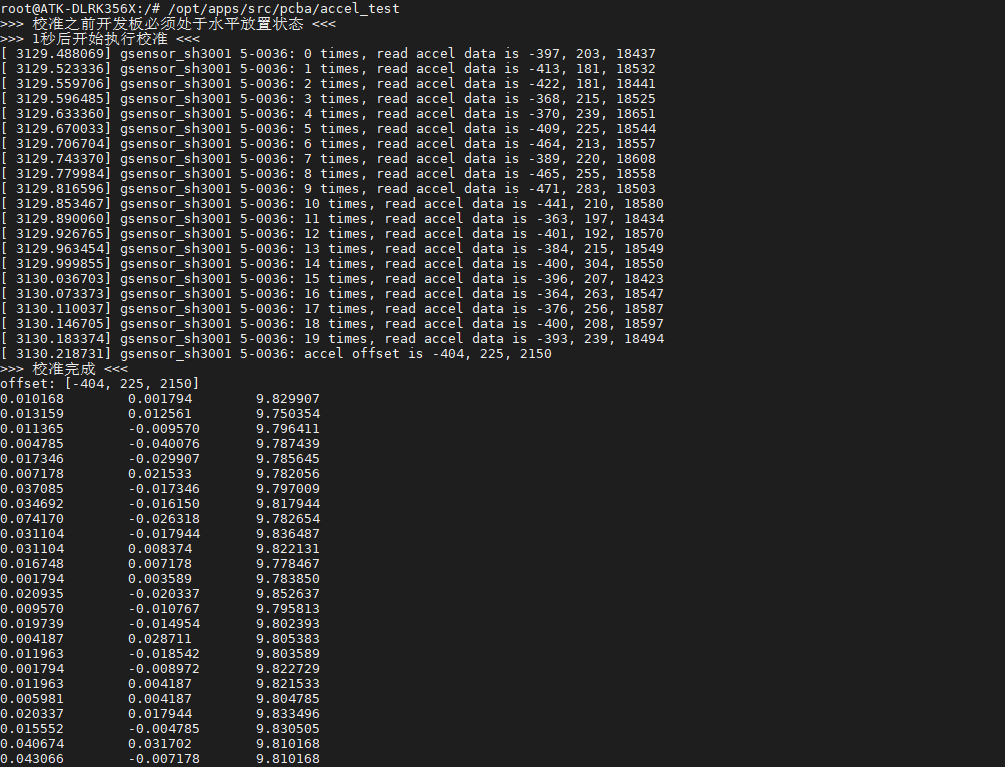 root@ATK-DLRK356X:/# /opt/apps/src/pcba/accel_test
>>> 校准之前开发板必须处于水平放置状态 <<<
>>> 1秒后开始执行校准 <<<
[ 3129.488069] gsensor_sh3001 5-0036: 0 times, read accel data is -397, 203, 18437
[ 3129.523336] gsensor_sh3001 5-0036: 1 times, read accel data is -413, 181, 18532
[ 3129.559706] gsensor_sh3001 5-0036: 2 times, read accel data is -422, 181, 18441
[ 3129.596485] gsensor_sh3001 5-0036: 3 times, read accel data is -368, 215, 18525
[ 3129.633360] gsensor_sh3001 5-0036: 4 times, read accel data is -370, 239, 18651
[ 3129.670033] gsensor_sh3001 5-0036: 5 times, read accel data is -409, 225, 18544
[ 3129.706704] gsensor_sh3001 5-0036: 6 times, read accel data is -464, 213, 18557
[ 3129.743370] gsensor_sh3001 5-0036: 7 times, read accel data is -389, 220, 18608
[ 3129.779984] gsensor_sh3001 5-0036: 8 times, read accel data is -465, 255, 18558
[ 3129.816596] gsensor_sh3001 5-0036: 9 times, read accel data is -471, 283, 18503
[ 3129.853467] gsensor_sh3001 5-0036: 10 times, read accel data is -441, 210, 18580
[ 3129.890060] gsensor_sh3001 5-0036: 11 times, read accel data is -363, 197, 18434
[ 3129.926765] gsensor_sh3001 5-0036: 12 times, read accel data is -401, 192, 18570
[ 3129.963454] gsensor_sh3001 5-0036: 13 times, read accel data is -384, 215, 18549
[ 3129.999855] gsensor_sh3001 5-0036: 14 times, read accel data is -400, 304, 18550
[ 3130.036703] gsensor_sh3001 5-0036: 15 times, read accel data is -396, 207, 18423
[ 3130.073373] gsensor_sh3001 5-0036: 16 times, read accel data is -364, 263, 18547
[ 3130.110037] gsensor_sh3001 5-0036: 17 times, read accel data is -376, 256, 18587
[ 3130.146705] gsensor_sh3001 5-0036: 18 times, read accel data is -400, 208, 18597
[ 3130.183374] gsensor_sh3001 5-0036: 19 times, read accel data is -393, 239, 18494
[ 3130.218731] gsensor_sh3001 5-0036: accel offset is -404, 225, 2150
>>> 校准完成 <<<
offset: [-404, 225, 2150]
0.010168 0.001794 9.829907
0.013159 0.012561 9.750354
0.011365 -0.009570 9.796411
0.004785 -0.040076 9.787439
0.017346 -0.029907 9.785645
0.007178 0.021533 9.782056
0.037085 -0.017346 9.797009
0.034692 -0.016150 9.817944
0.074170 -0.026318 9.782654
0.031104 -0.017944 9.836487
0.031104 0.008374 9.822131
0.016748 0.007178 9.778467
0.001794 0.003589 9.783850
0.020935 -0.020337 9.852637
0.009570 -0.010767 9.795813
0.019739 -0.014954 9.802393
0.004187 0.028711 9.805383
0.011963 -0.018542 9.803589
0.001794 -0.008972 9.822729
0.011963 0.004187 9.821533
0.005981 0.004187 9.804785
0.020337 0.017944 9.833496
0.015552 -0.004785 9.830505
0.040674 0.031702 9.810168
0.043066 -0.007178 9.810168